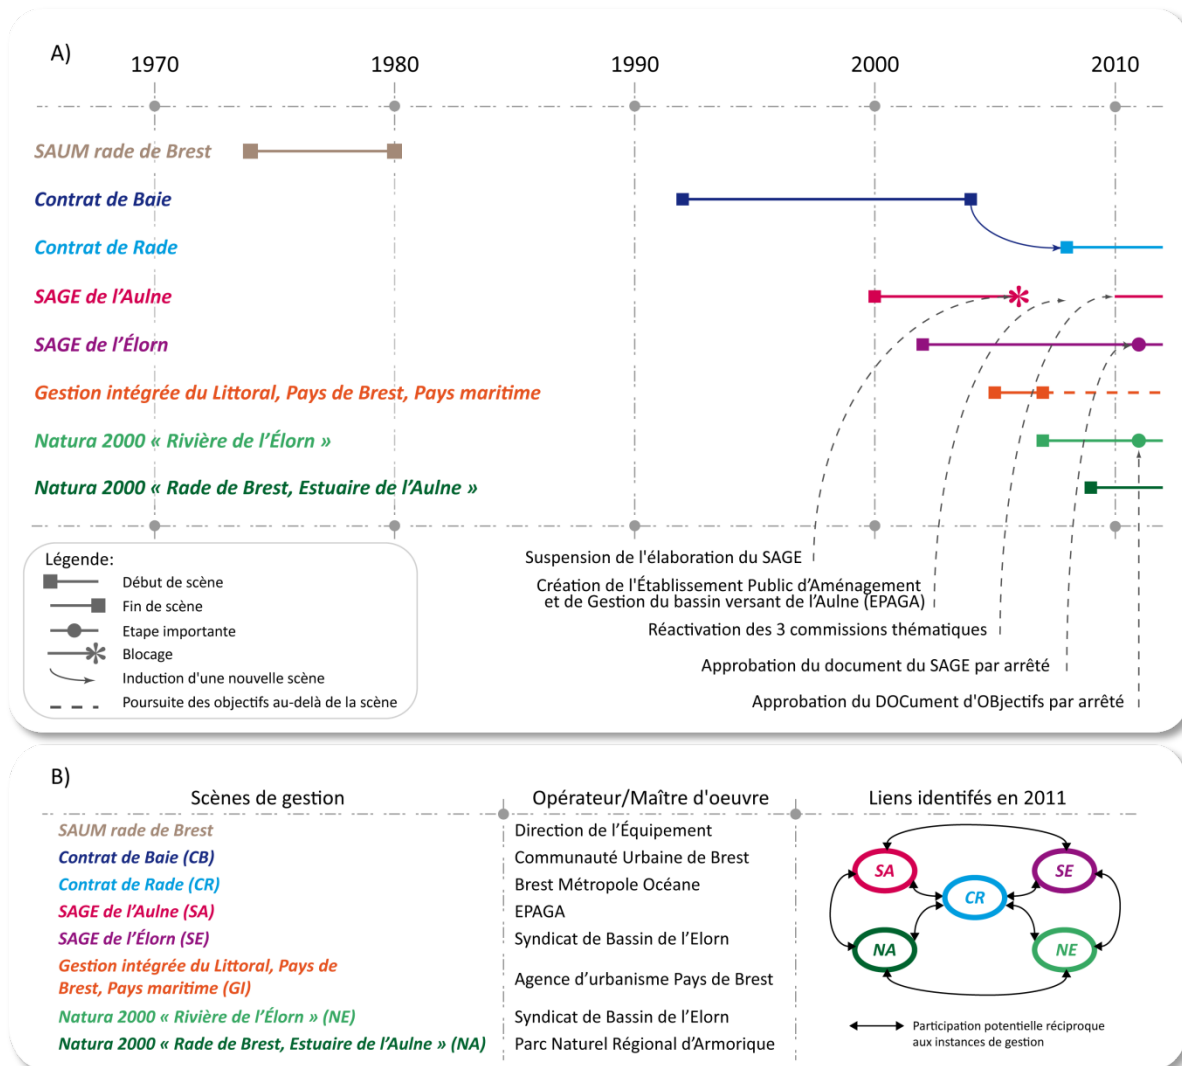 A)
1970 1980 1990 2000 2010
SAUM rade de Brest
Contrat de Baie
Contrat de Rade
SAGE de l'Aulne
SAGE de l'Élorn
Gestion intégrée du Littoral, Pays de Brest, Pays maritime
Natura 2000 « Rivière de l'Élorn »
Natura 2000 « Rade de Brest, Estuaire de l'Aulne »
Légende:
Début de scène
Fin de scène
Etape importante
Blocage
Induction d'une nouvelle scène
Poursuite des objectifs au-delà de la scène
Suspension de l'élaboration du SAGE
Création de l'Établissement Public d'Aménagement
et de Gestion du bassin versant de l'Aulne (EPAGA)
Réactivation des 3 commissions thématiques
Approbation du document du SAGE par arrêté
Approbation du DOCument d'OBjectifs par arrêté
B)
Scènes de gestion Opérateur/Maître d'oeuvre Liens identifés en 2011
SAUM rade de Brest Direction de l'Équipement
Contrat de Baie (CB) Communauté Urbaine de Brest
Contrat de Rade (CR) Brest Métropole Océane
SAGE de l'Aulne (SA) EPAGA
SAGE de l'Élorn (SE) Syndicat de Bassin de l'Elorn
Gestion intégrée du Littoral, Pays de
Brest, Pays maritime (GI) Agence d'urbanisme Pays de Brest
Natura 2000 « Rivière de l'Élorn » (NE) Syndicat de Bassin de l'Elorn
Natura 2000 « Rade de Brest, Estuaire de l'Aulne » (NA) Parc Naturel Régional d'Armorique
SA SE
CR
NA NE
Participation potentielle réciproque
aux instances de gestion